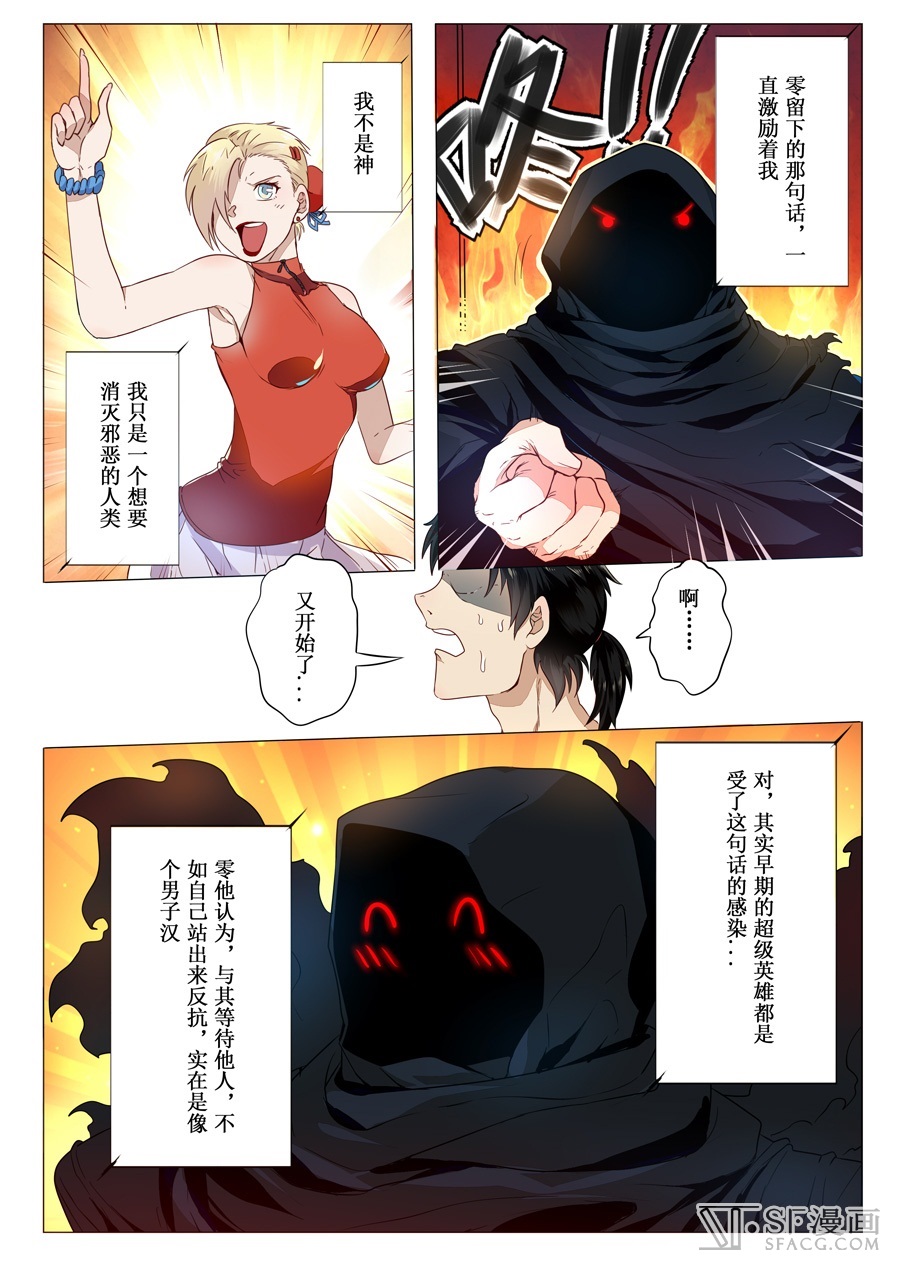 零留下的那句话，一
直激励着我
咔!!
我不是神
我只是一个想要
消灭邪恶的人类
啊……
又开始了...
对，其实早期的超级英雄都是
受了这句话的感染...
零他认为，与其等待他人，不
如自己站出来反抗，实在是像
个男子汉
SF漫画
SFACG.COM